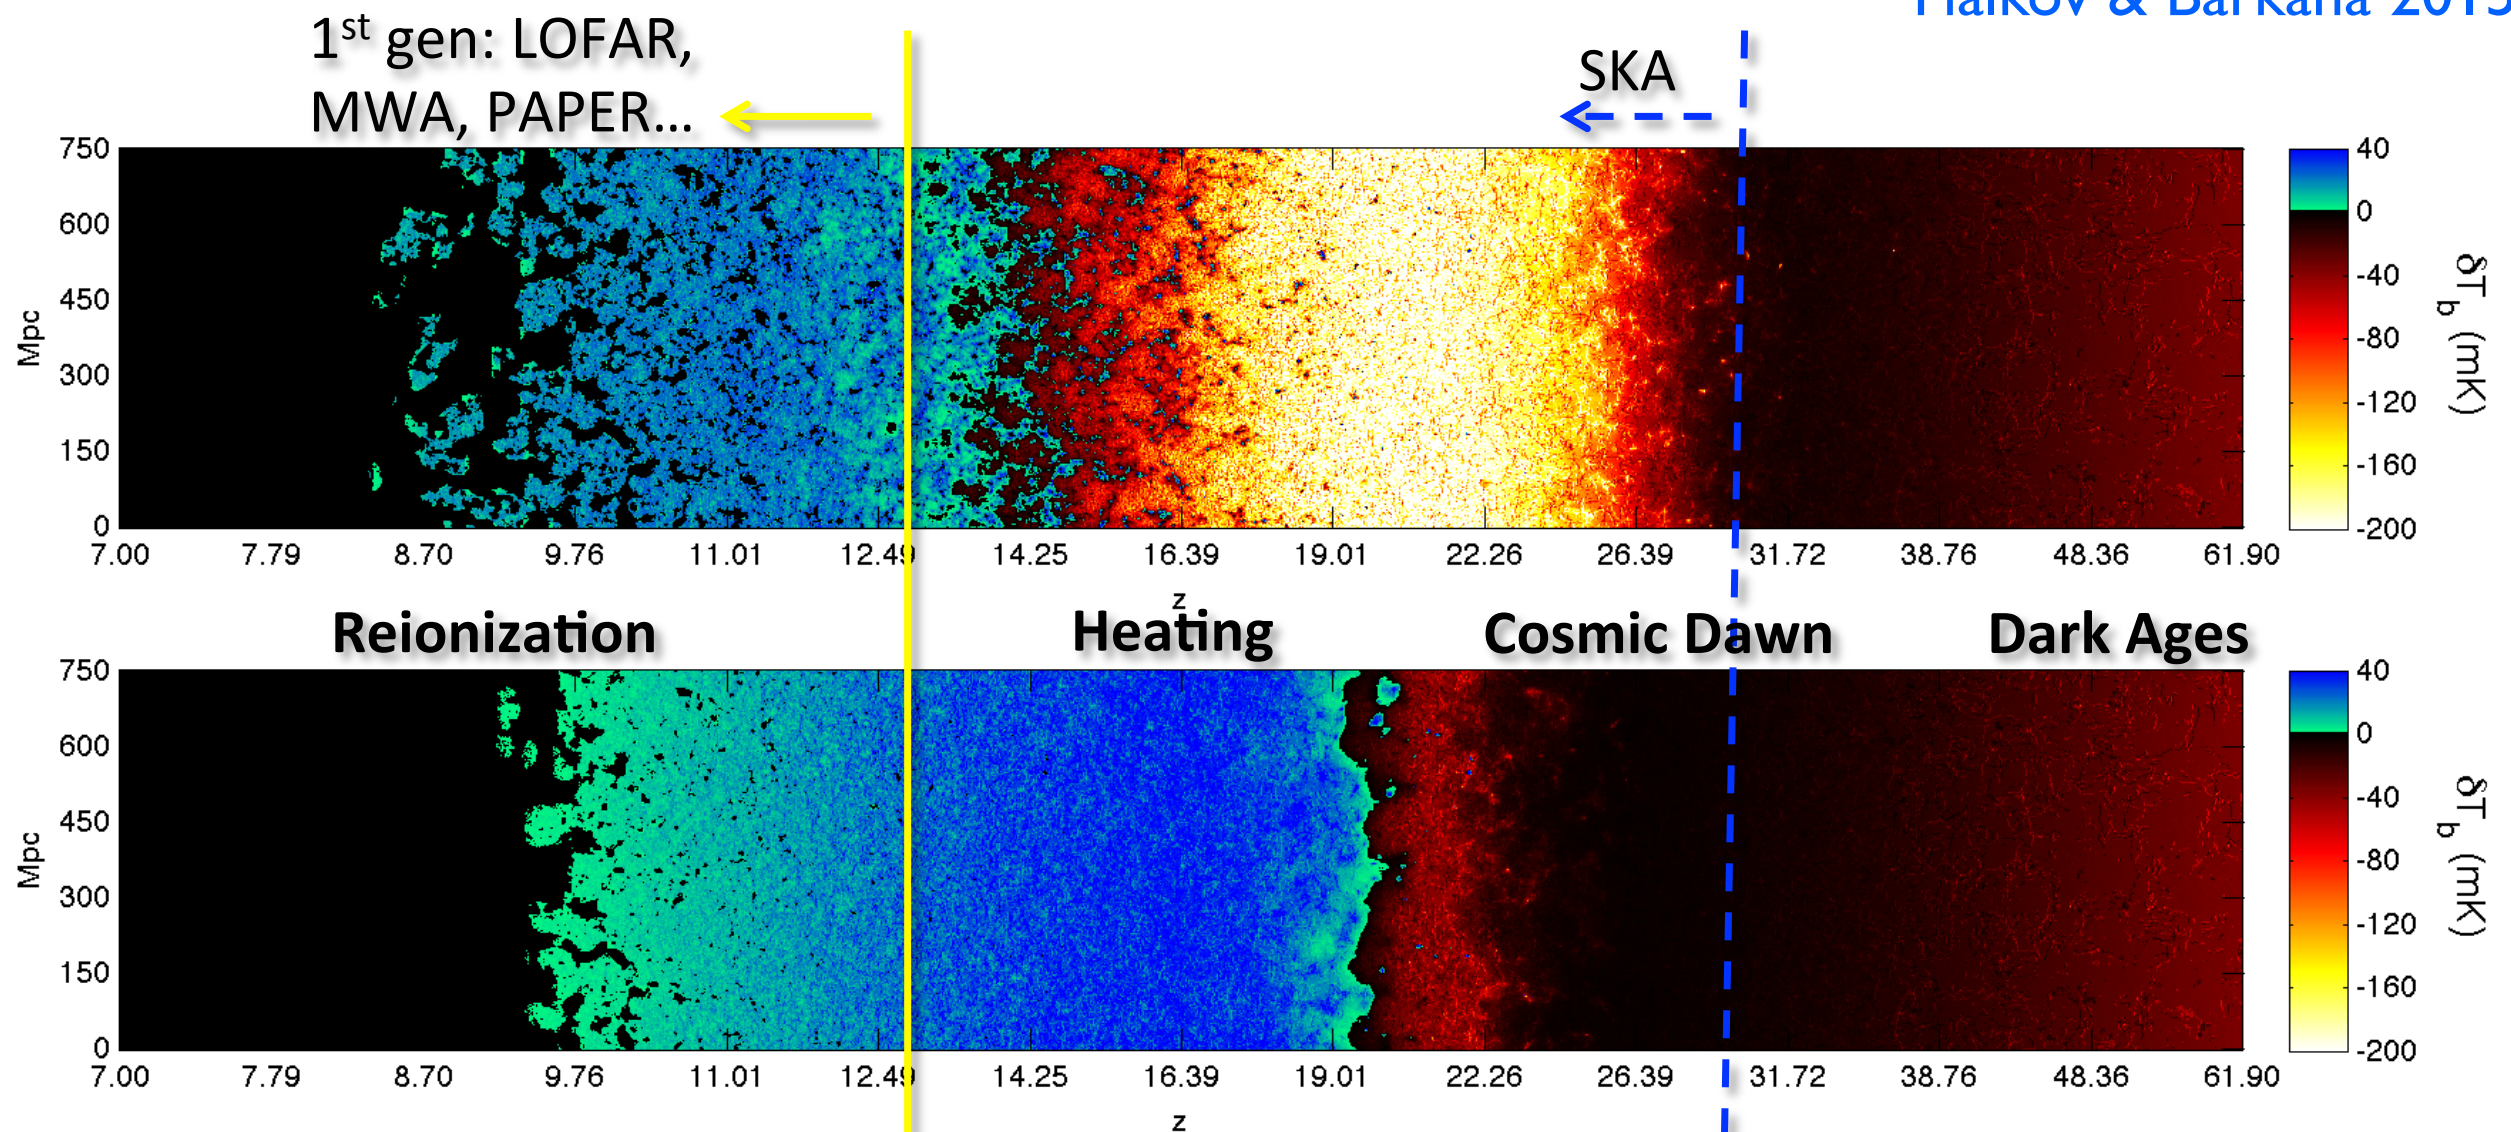 & Barkana 2015
1st gen: LOFAR,
MWA, PAPER...
SKA
750
600
450
300
150
0
Mpc
7.00 7.79 8.70 9.76 11.01 12.49 14.25 16.39 19.01 22.26 26.39 31.72 38.76 48.36 61.90
z
40
0
-40
-80
-120
-160
-200
δTb (mK)
Reionization Heating Cosmic Dawn Dark Ages
750
600
450
300
150
0
Mpc
7.00 7.79 8.70 9.76 11.01 12.49 14.25 16.39 19.01 22.26 26.39 31.72 38.76 48.36 61.90
z
40
0
-40
-80
-120
-160
-200
δTb (mK)